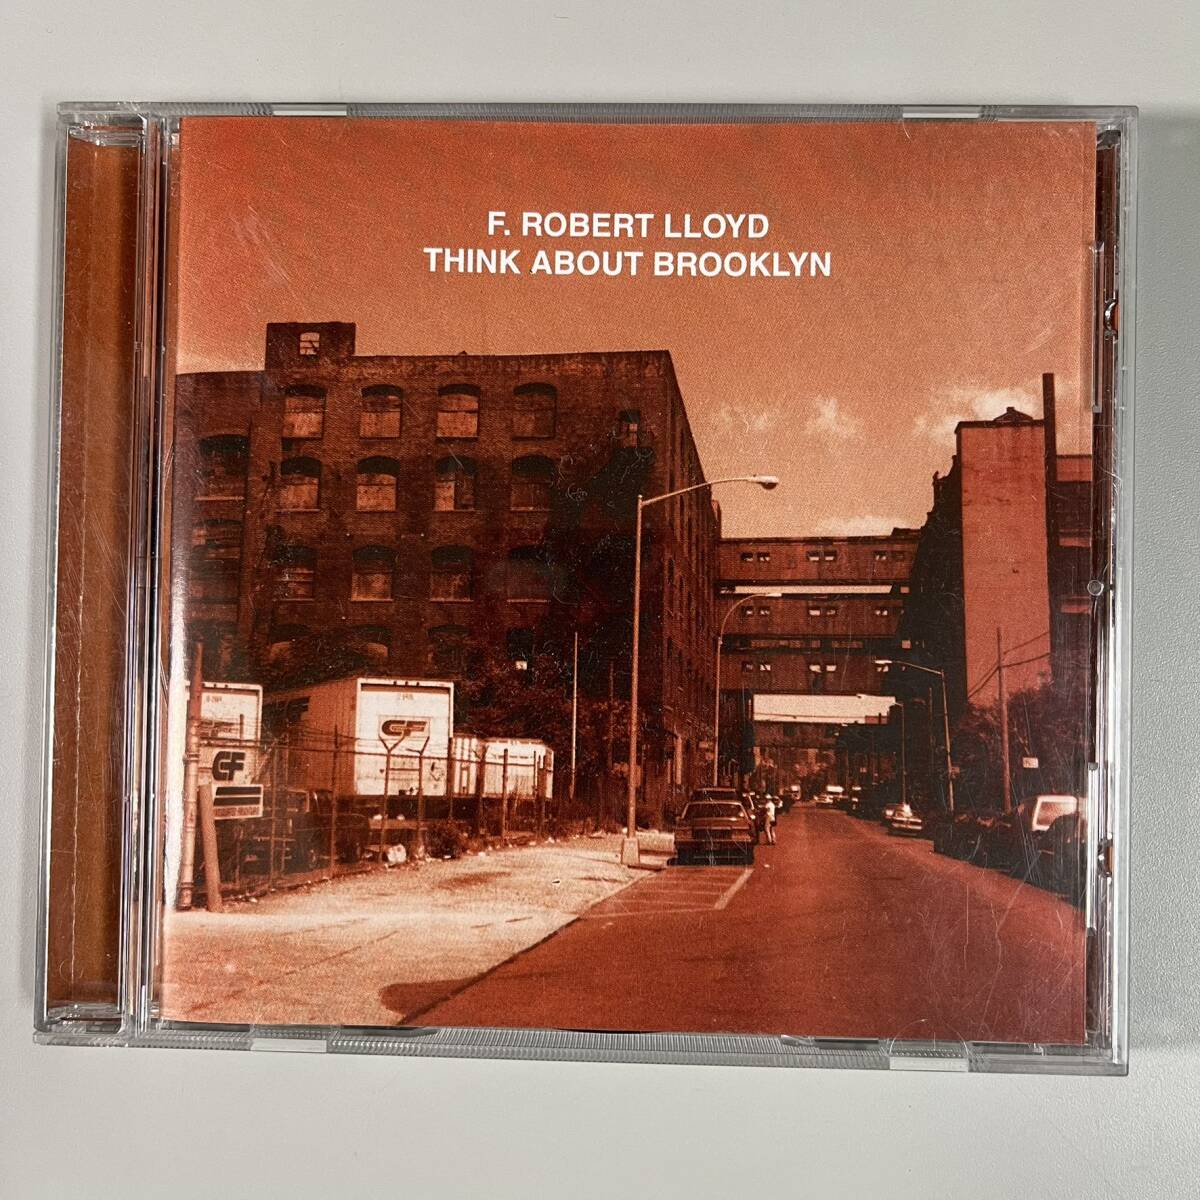 F. ROBERT LLOYD
THINK ABOUT BROOKLYN
CF
CF